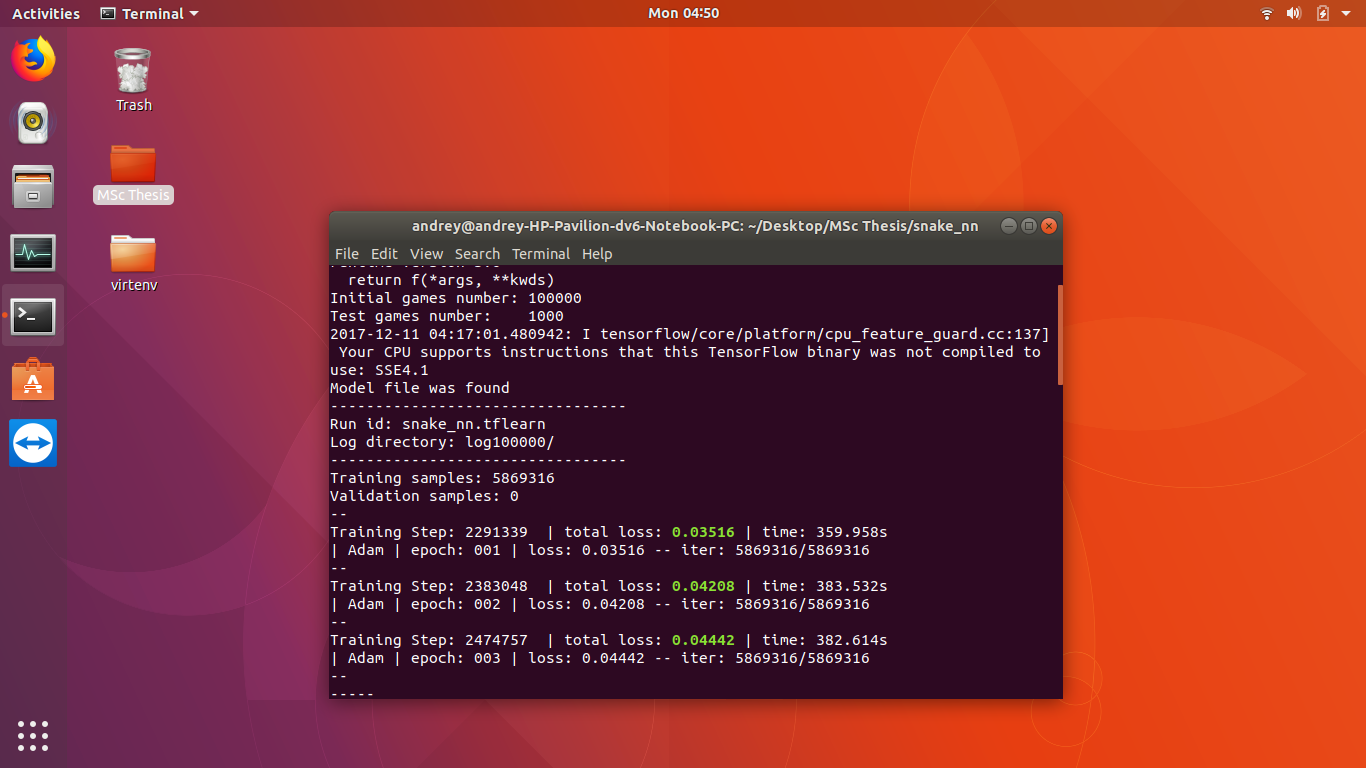 Activities Terminal Mon 04:50
Trash
MSc Thesis
virtenv
andrey@andrey-HP-Pavilion-dv6-Notebook-PC: ~/Desktop/MSc Thesis/snake_nn
File Edit View Search Terminal Help
return f(*args, **kwds)
Initial games number: 100000
Test games number:    1000
2017-12-11 04:17:01.480942: I tensorflow/core/platform/cpu_feature_guard.cc:137]
 Your CPU supports instructions that this TensorFlow binary was not compiled to
use: SSE4.1
Model file was found
---------------------------------
Run id: snake_nn.tflearn
Log directory: log100000/
---------------------------------
Training samples: 5869316
Validation samples: 0
--
Training Step: 2291339  | total loss: 0.03516 | time: 359.958s
| Adam | epoch: 001 | loss: 0.03516 -- iter: 5869316/5869316
--
Training Step: 2383048  | total loss: 0.04208 | time: 383.532s
| Adam | epoch: 002 | loss: 0.04208 -- iter: 5869316/5869316
--
Training Step: 2474757  | total loss: 0.04442 | time: 382.614s
| Adam | epoch: 003 | loss: 0.04442 -- iter: 5869316/5869316
--
-----